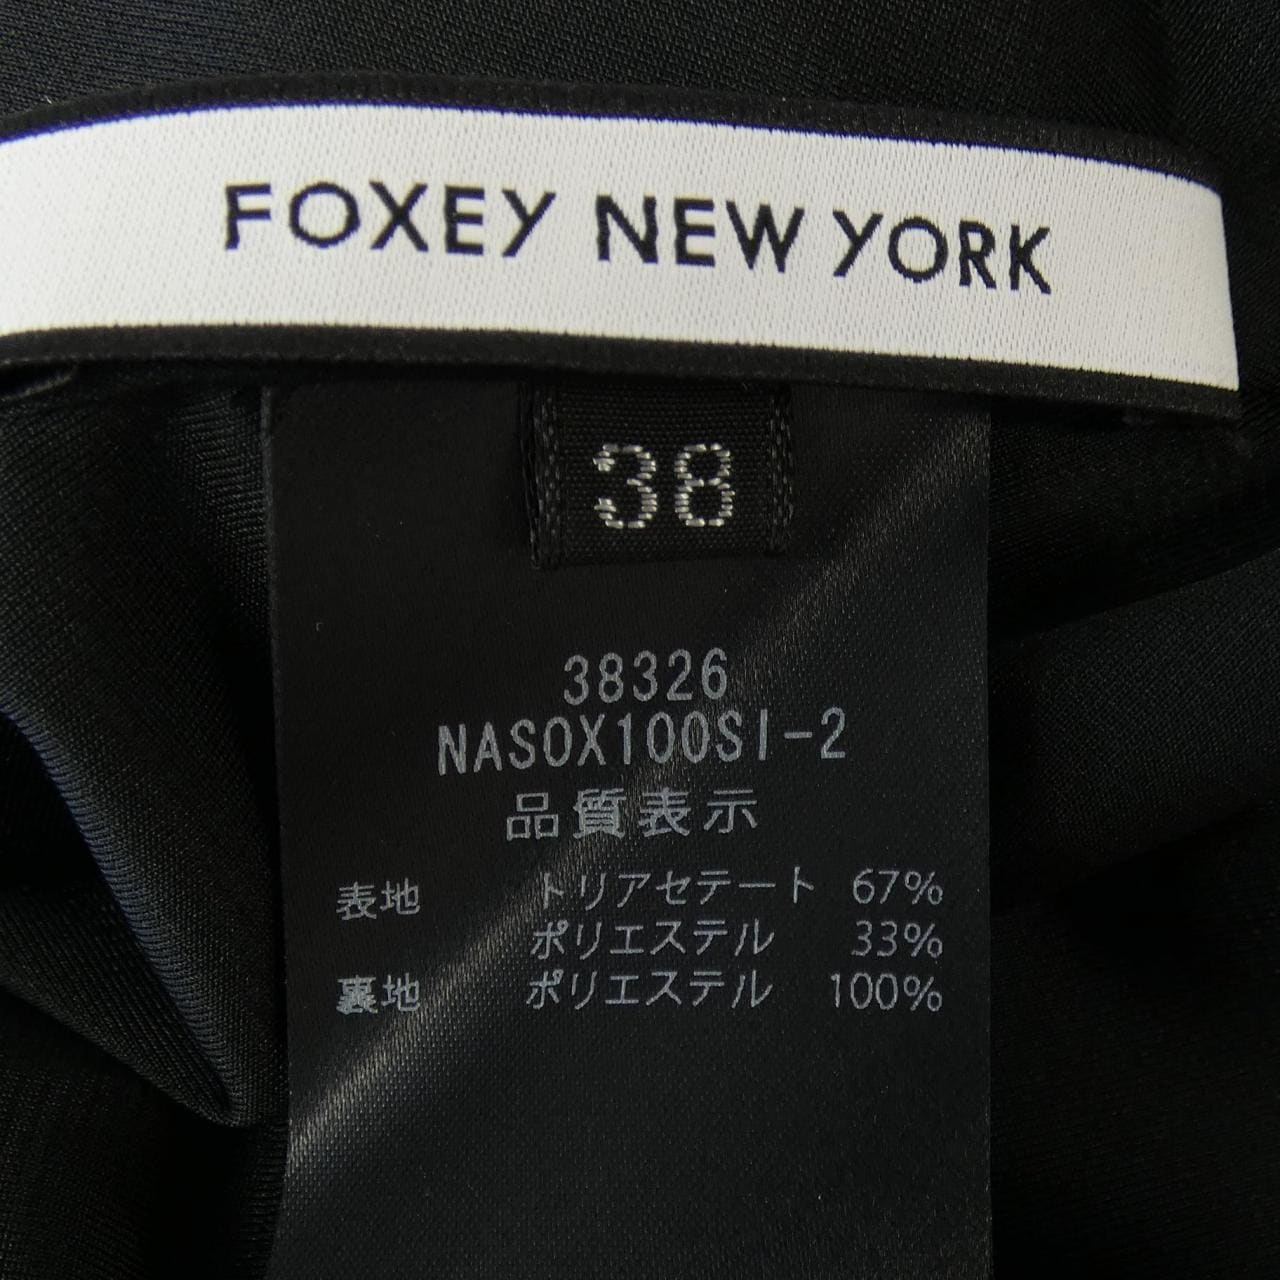 FOXEY NEW YORK
38
38326
NASOX100SI-2
品質表示
表地 トリアセテート 67%
ポリエステル 33%
裏地 ポリエステル 100%